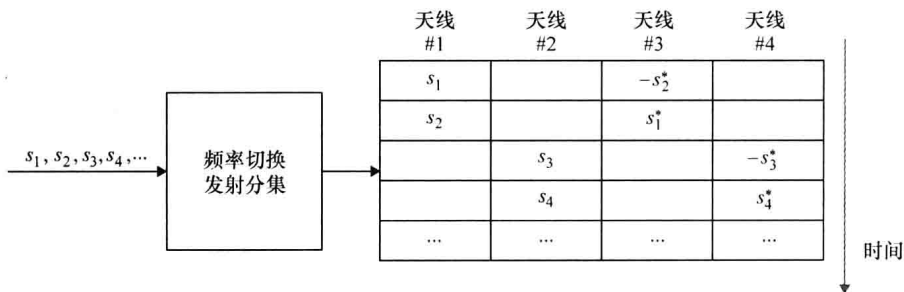 天线 天线 天线 天线
#1 #2 #3 #4
s₁ −s₂*
s₂ s₁*
s₁, s₂, s₃, s₄, ...
频率切换
发射分集
s₃ −s₃*
s₄ s₄*
... ... ... ...
时间